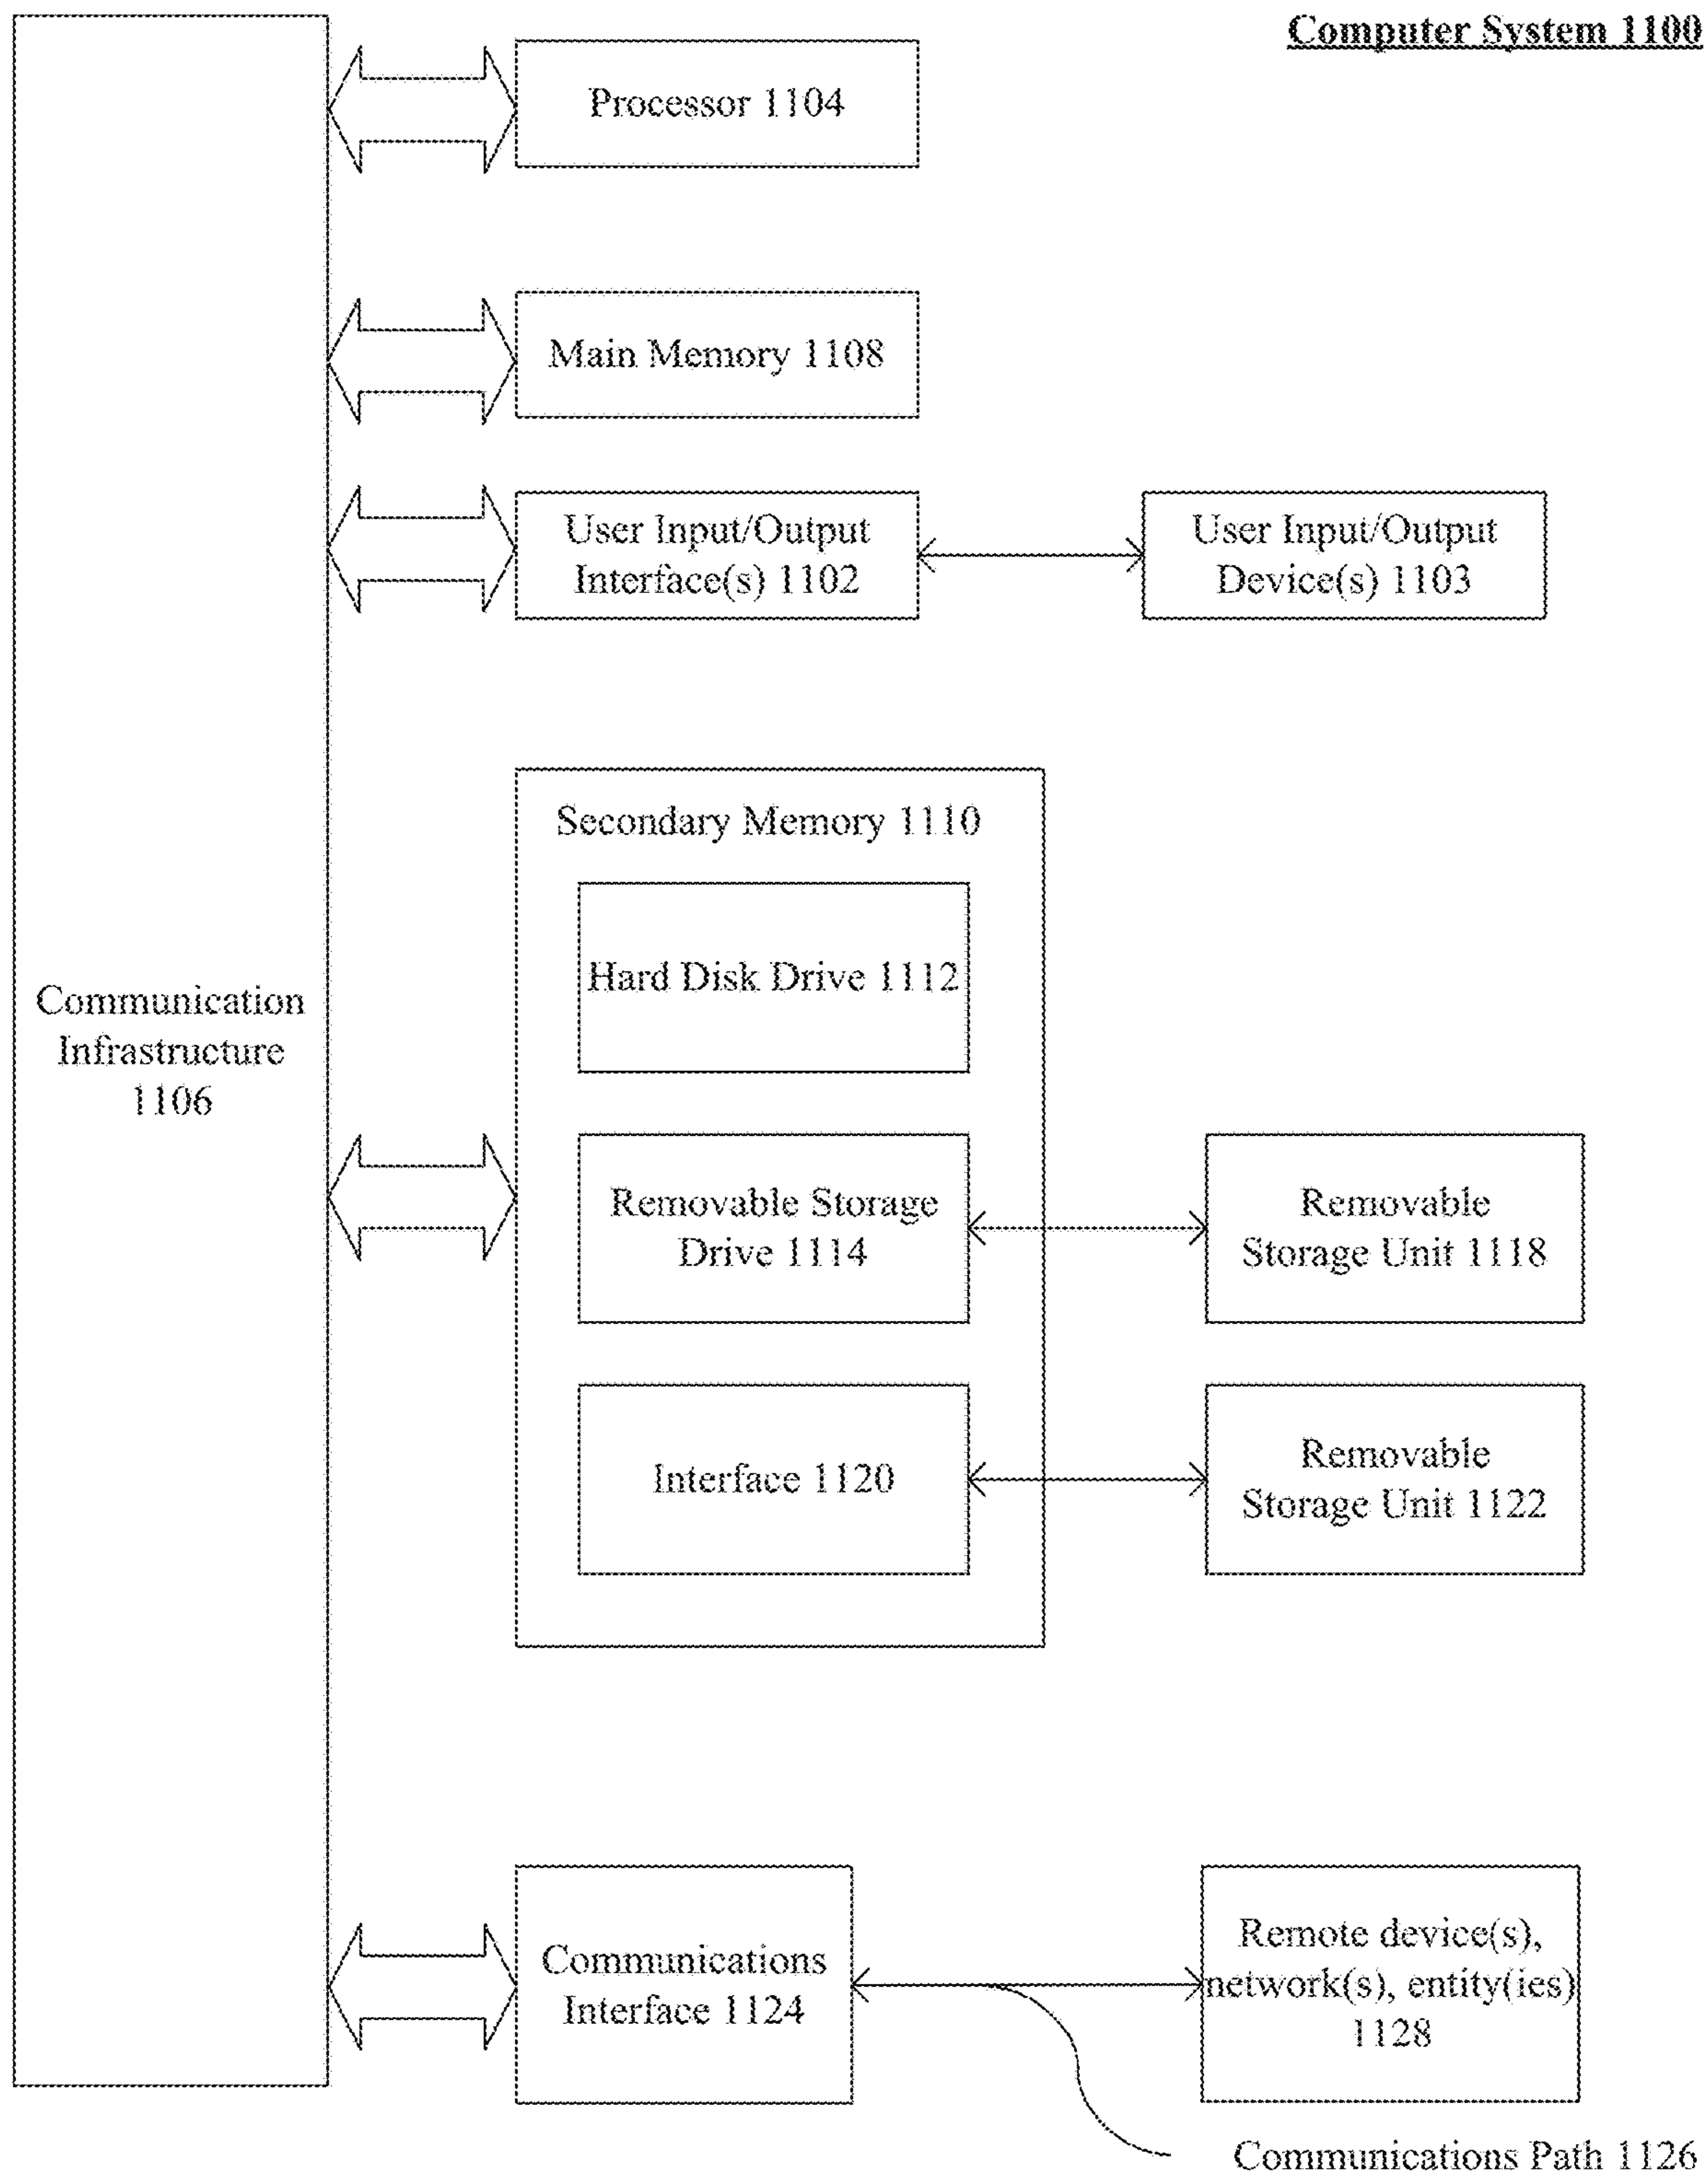 Computer System 1100
Processor 1104
Main Memory 1108
User Input/Output
Interface(s) 1102
User Input/Output
Device(s) 1103
Secondary Memory 1110
Hard Disk Drive 1112
Communication
Infrastructure
1106
Removable Storage
Drive 1114
Removable
Storage Unit 1118
Interface 1120
Removable
Storage Unit 1122
Communications
Interface 1124
Remote device(s),
network(s), entity(ies)
1128
Communications Path 1126